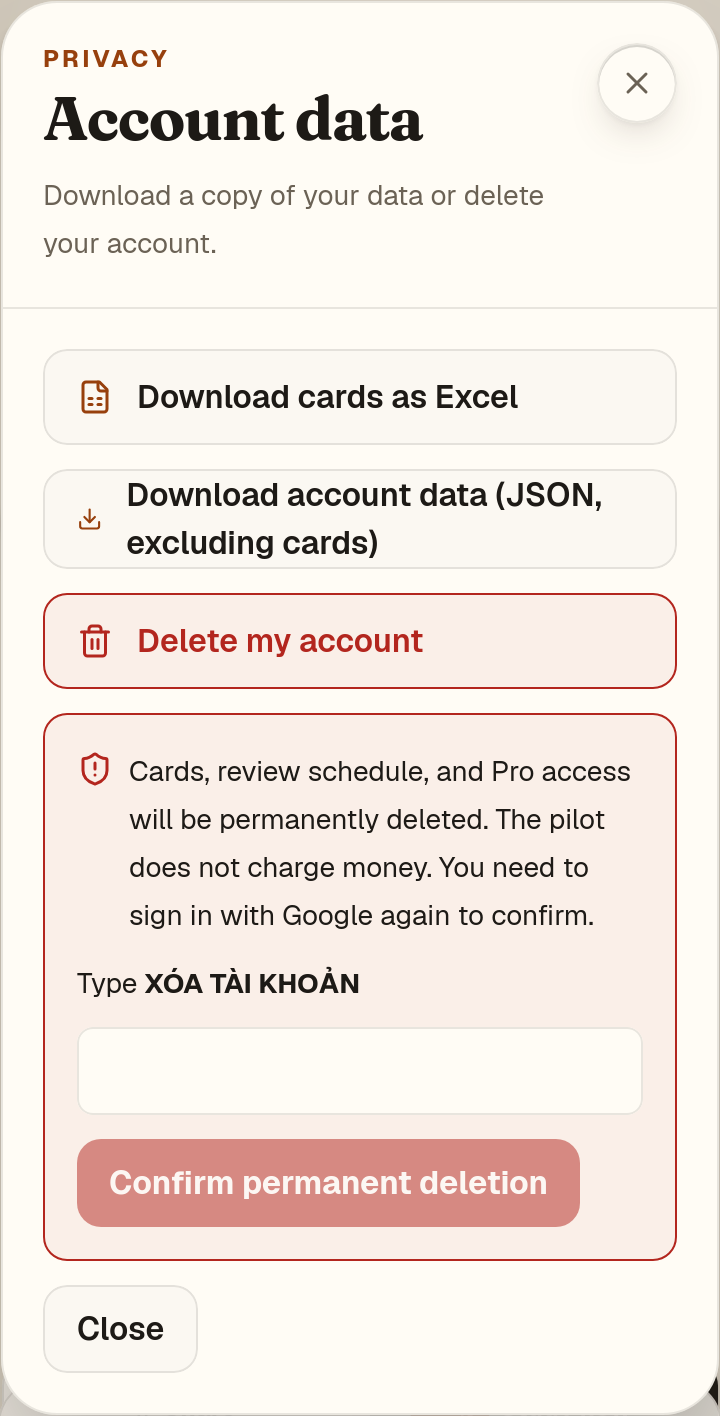 PRIVACY
Account data
Download a copy of your data or delete
your account.
Download cards as Excel
Download account data (JSON,
excluding cards)
Delete my account
Cards, review schedule, and Pro access
will be permanently deleted. The pilot
does not charge money. You need to
sign in with Google again to confirm.
Type XÓA TÀI KHOẢN
Confirm permanent deletion
Close